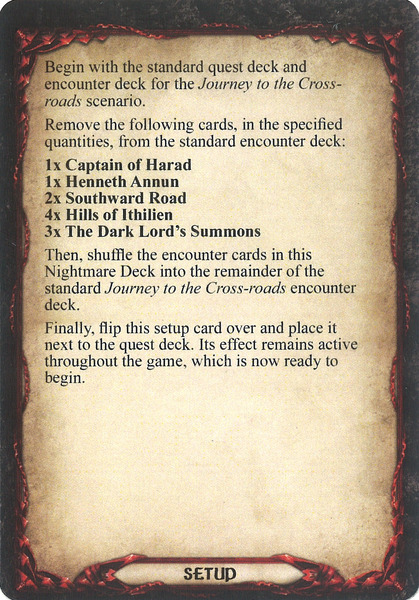 Begin with the standard quest deck and
encounter deck for the Journey to the Cross-
roads scenario.
Remove the following cards, in the specified
quantities, from the standard encounter deck:
1x Captain of Harad
1x Henneth Annun
2x Southward Road
4x Hills of Ithilien
3x The Dark Lord's Summons
Then, shuffle the encounter cards in this
Nightmare Deck into the remainder of the
standard Journey to the Cross-roads encounter
deck.
Finally, flip this setup card over and place it
next to the quest deck. Its effect remains active
throughout the game, which is now ready to
begin.
SETUP